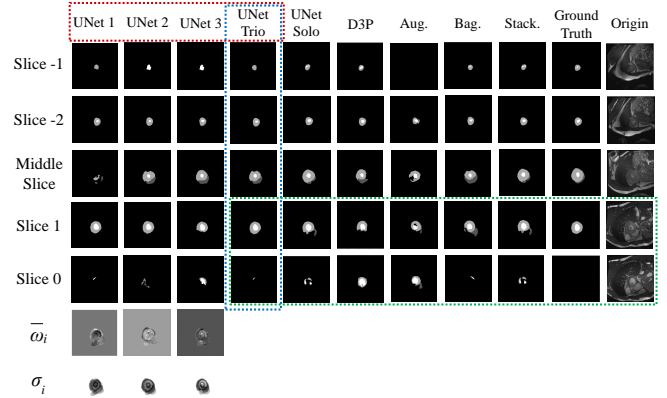 UNet 1 UNet 2 UNet 3 UNet Trio UNet Solo D3P Aug. Bag. Stack. Ground Truth Origin
Slice -1
Slice -2
Middle
Slice
Slice 1
Slice 0
ω̅ᵢ
σᵢ